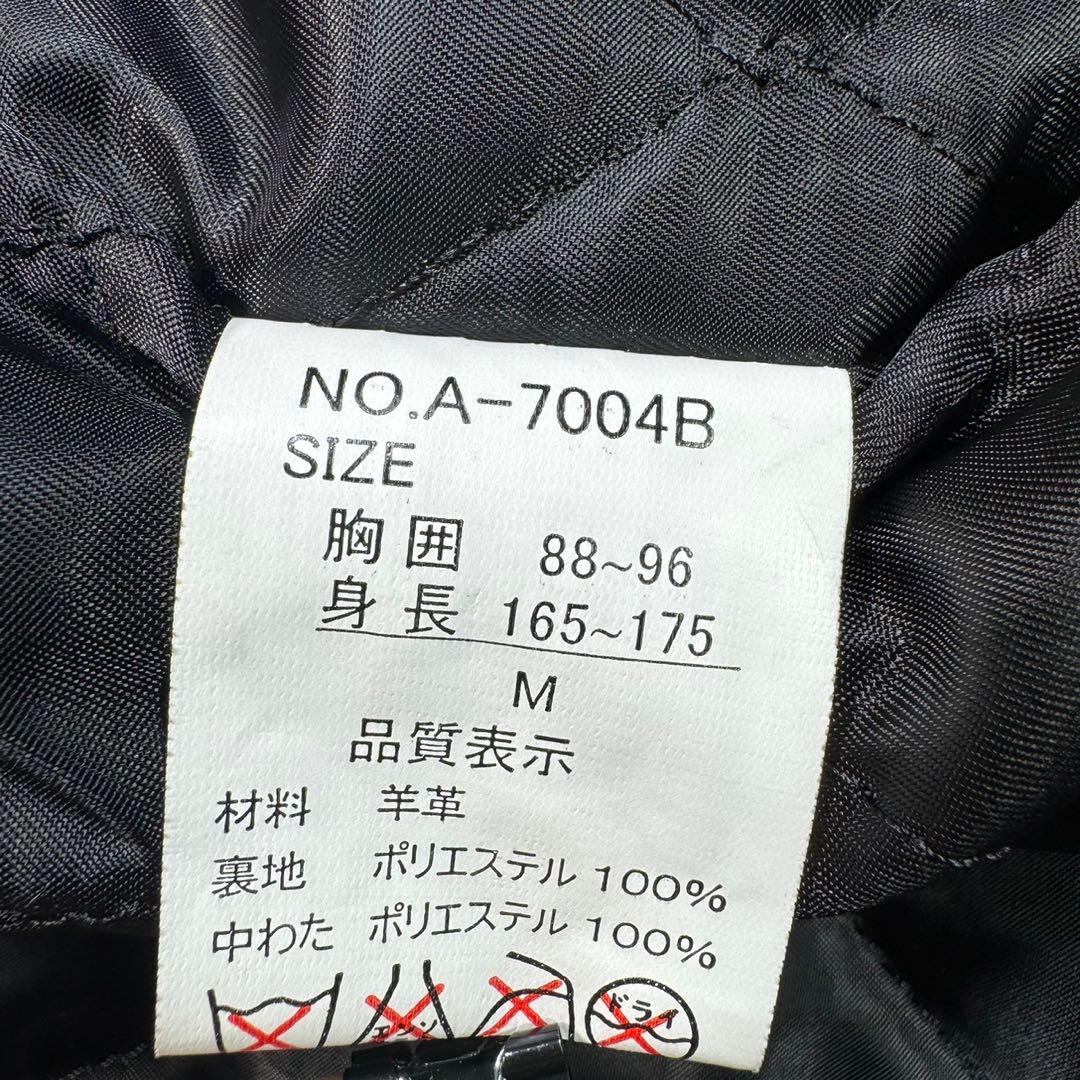 NO.A-7004B
SIZE
胸囲 88~96
身長 165~175
M
品質表示
材料 羊革
裏地 ポリエステル 100%
中わた ポリエステル 100%
ドライ